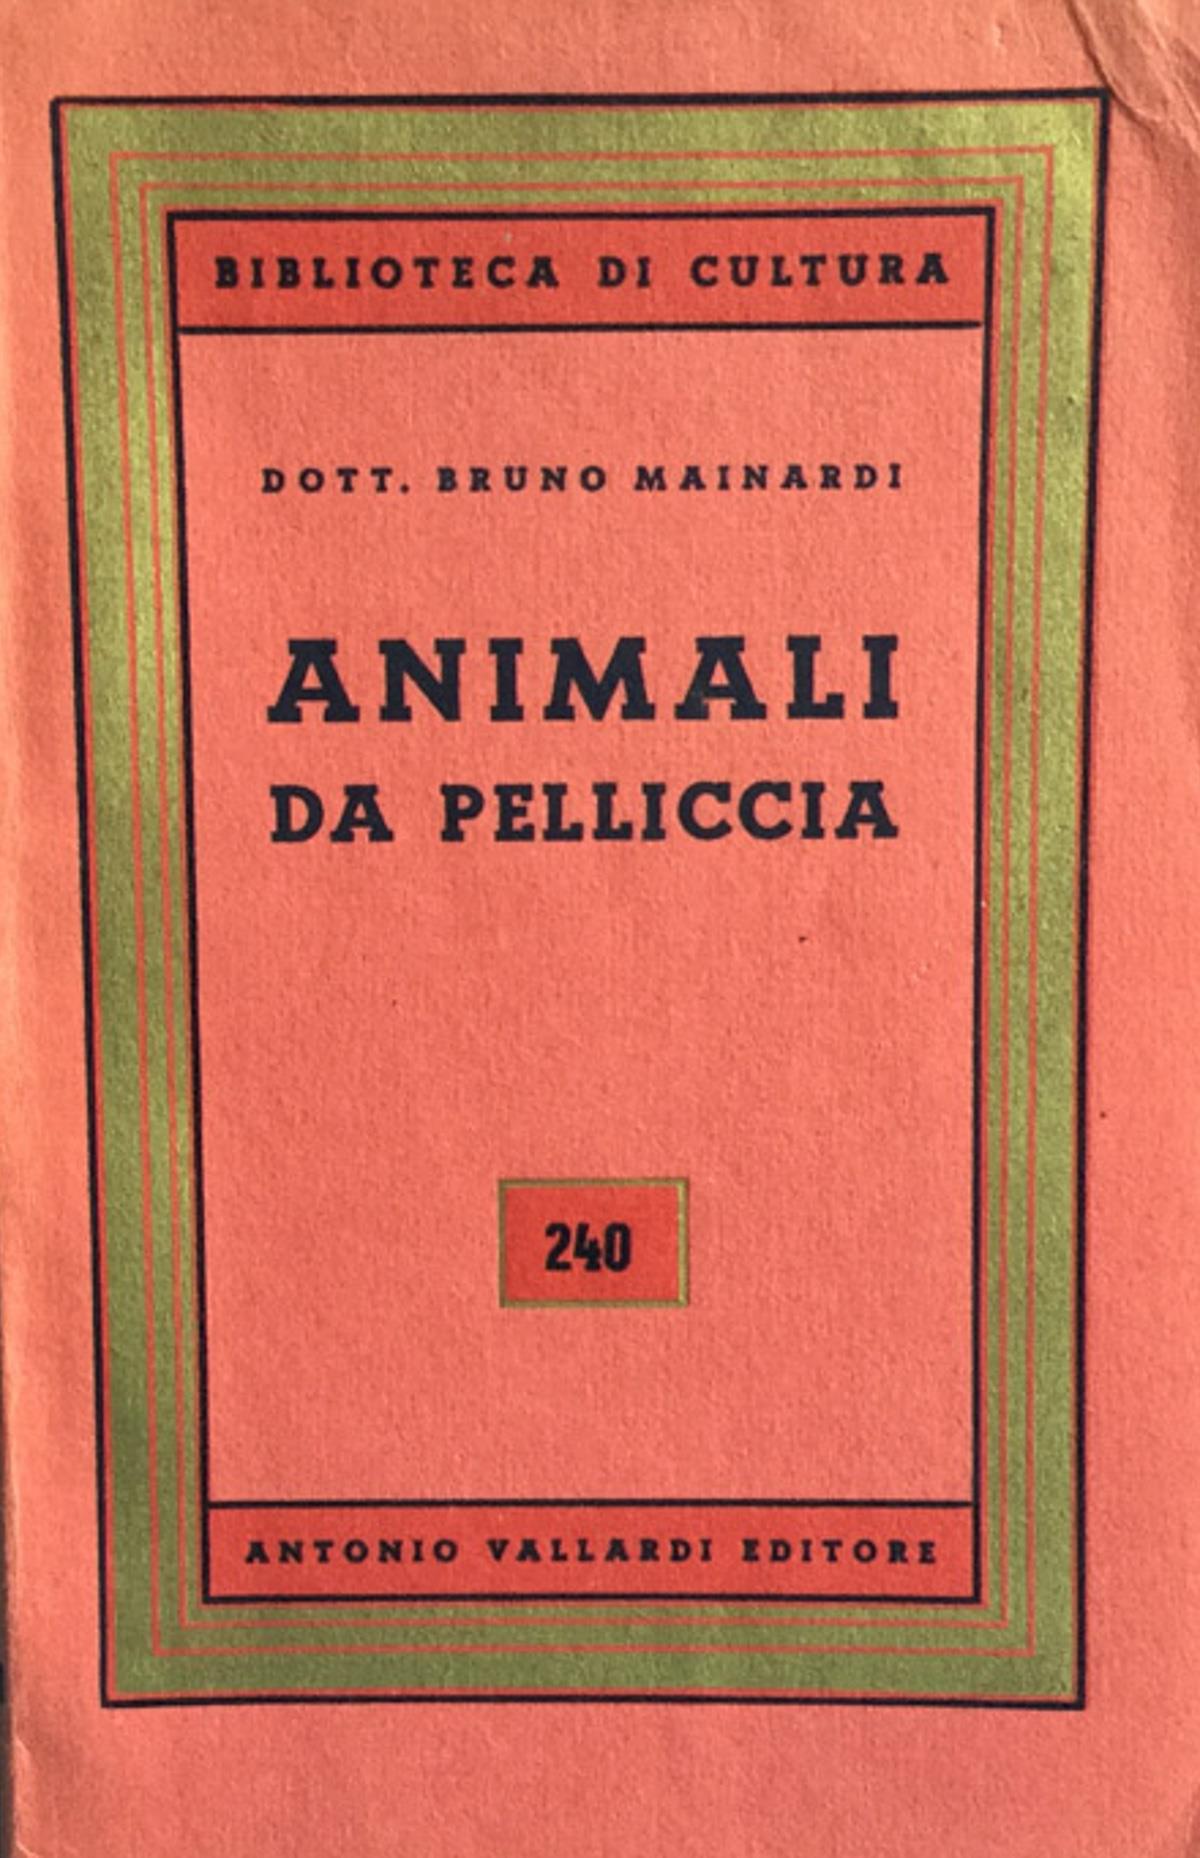 BIBLIOTECA DI CULTURA
DOTT. BRUNO MAINARDI
ANIMALI
DA PELLICCIA
240
ANTONIO VALLARDI EDITORE